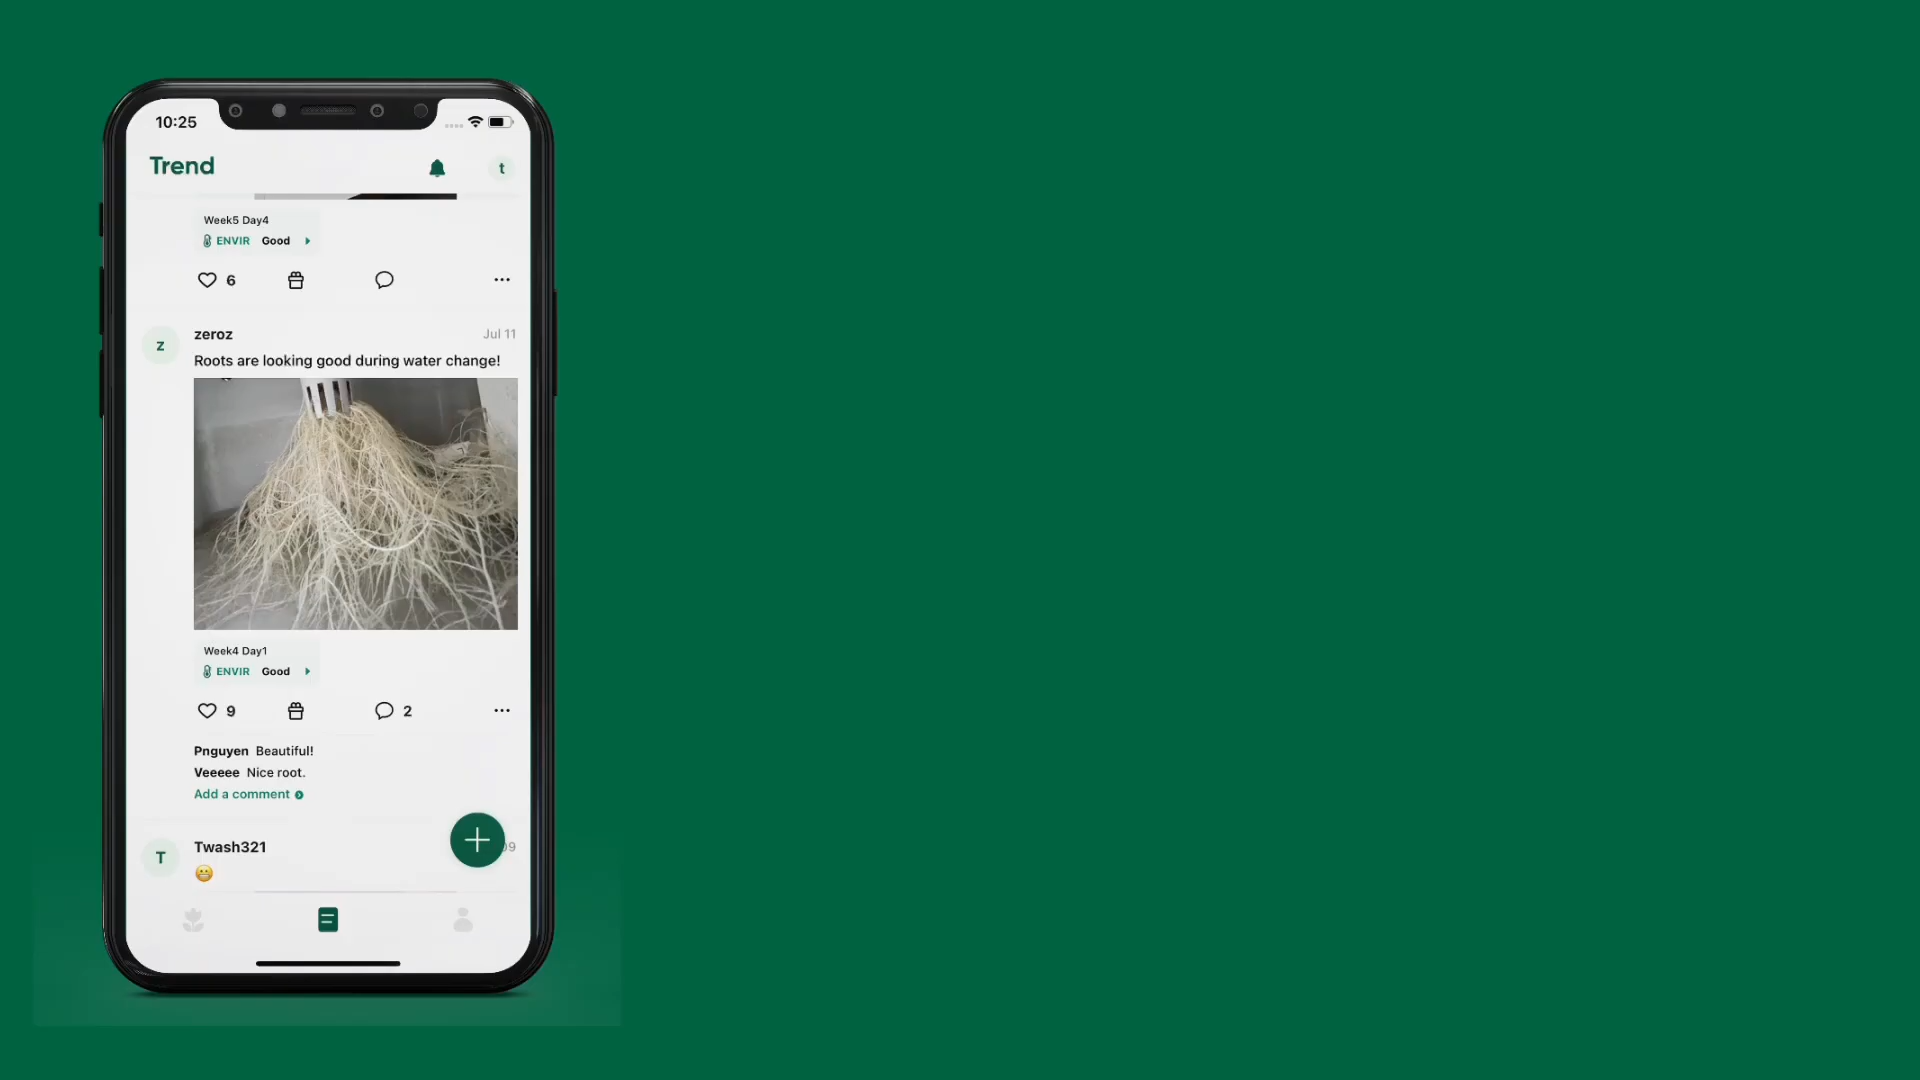 10:25
Trend
t
Week5 Day4
ENVIR Good
6
z
zeroz
Jul 11
Roots are looking good during water change!
Week4 Day1
ENVIR Good
9
2
Pnguyen Beautiful!
Veeeee Nice root.
Add a comment
T
Twash321